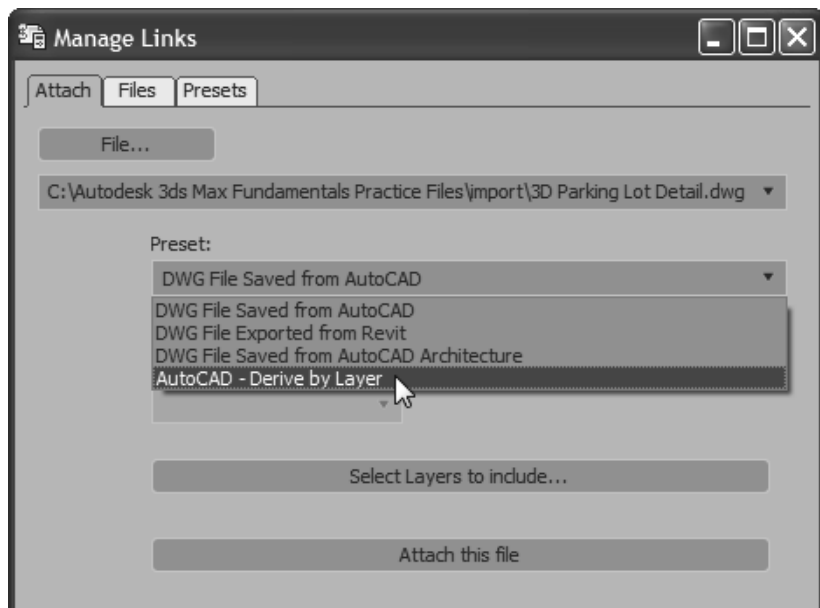 Manage Links
Attach Files Presets
File...
C:\Autodesk 3ds Max Fundamentals Practice Files\import\3D Parking Lot Detail.dwg
Preset:
DWG File Saved from AutoCAD
DWG File Saved from AutoCAD
DWG File Exported from Revit
DWG File Saved from AutoCAD Architecture
AutoCAD - Derive by Layer
Select Layers to include...
Attach this file